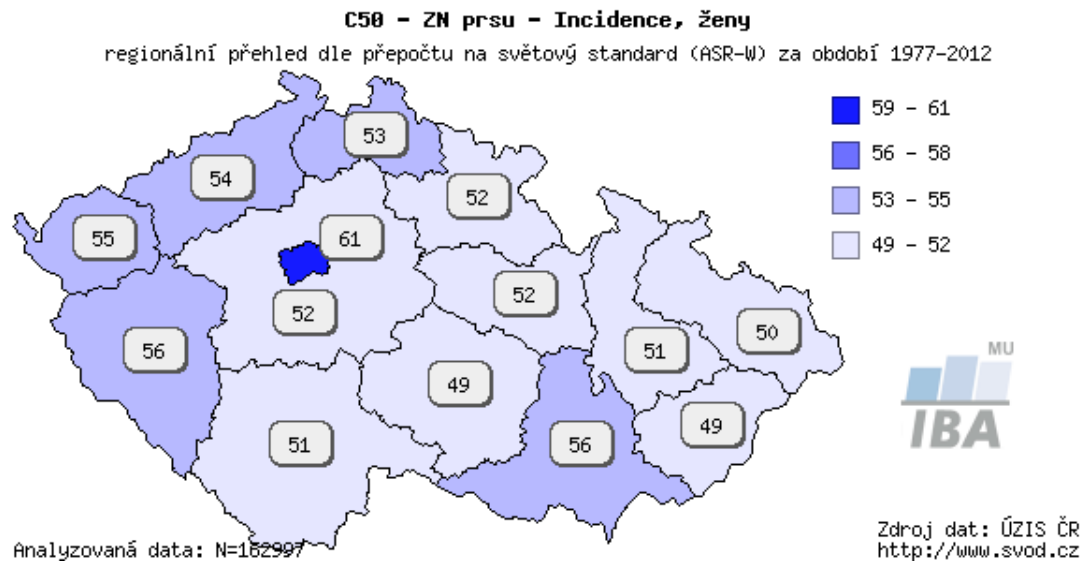 C50 - ZN prsu - Incidence, ženy
regionální přehled dle přepočtu na světový standard (ASR-W) za období 1977-2012
59 - 61
56 - 58
53 - 55
49 - 52
53
54
52
55
61
52
52
50
56
51
49
49
51
56
MU
IBA
Analyzovaná data: N=162997
Zdroj dat: ÚZIS ČR
http://www.svod.cz